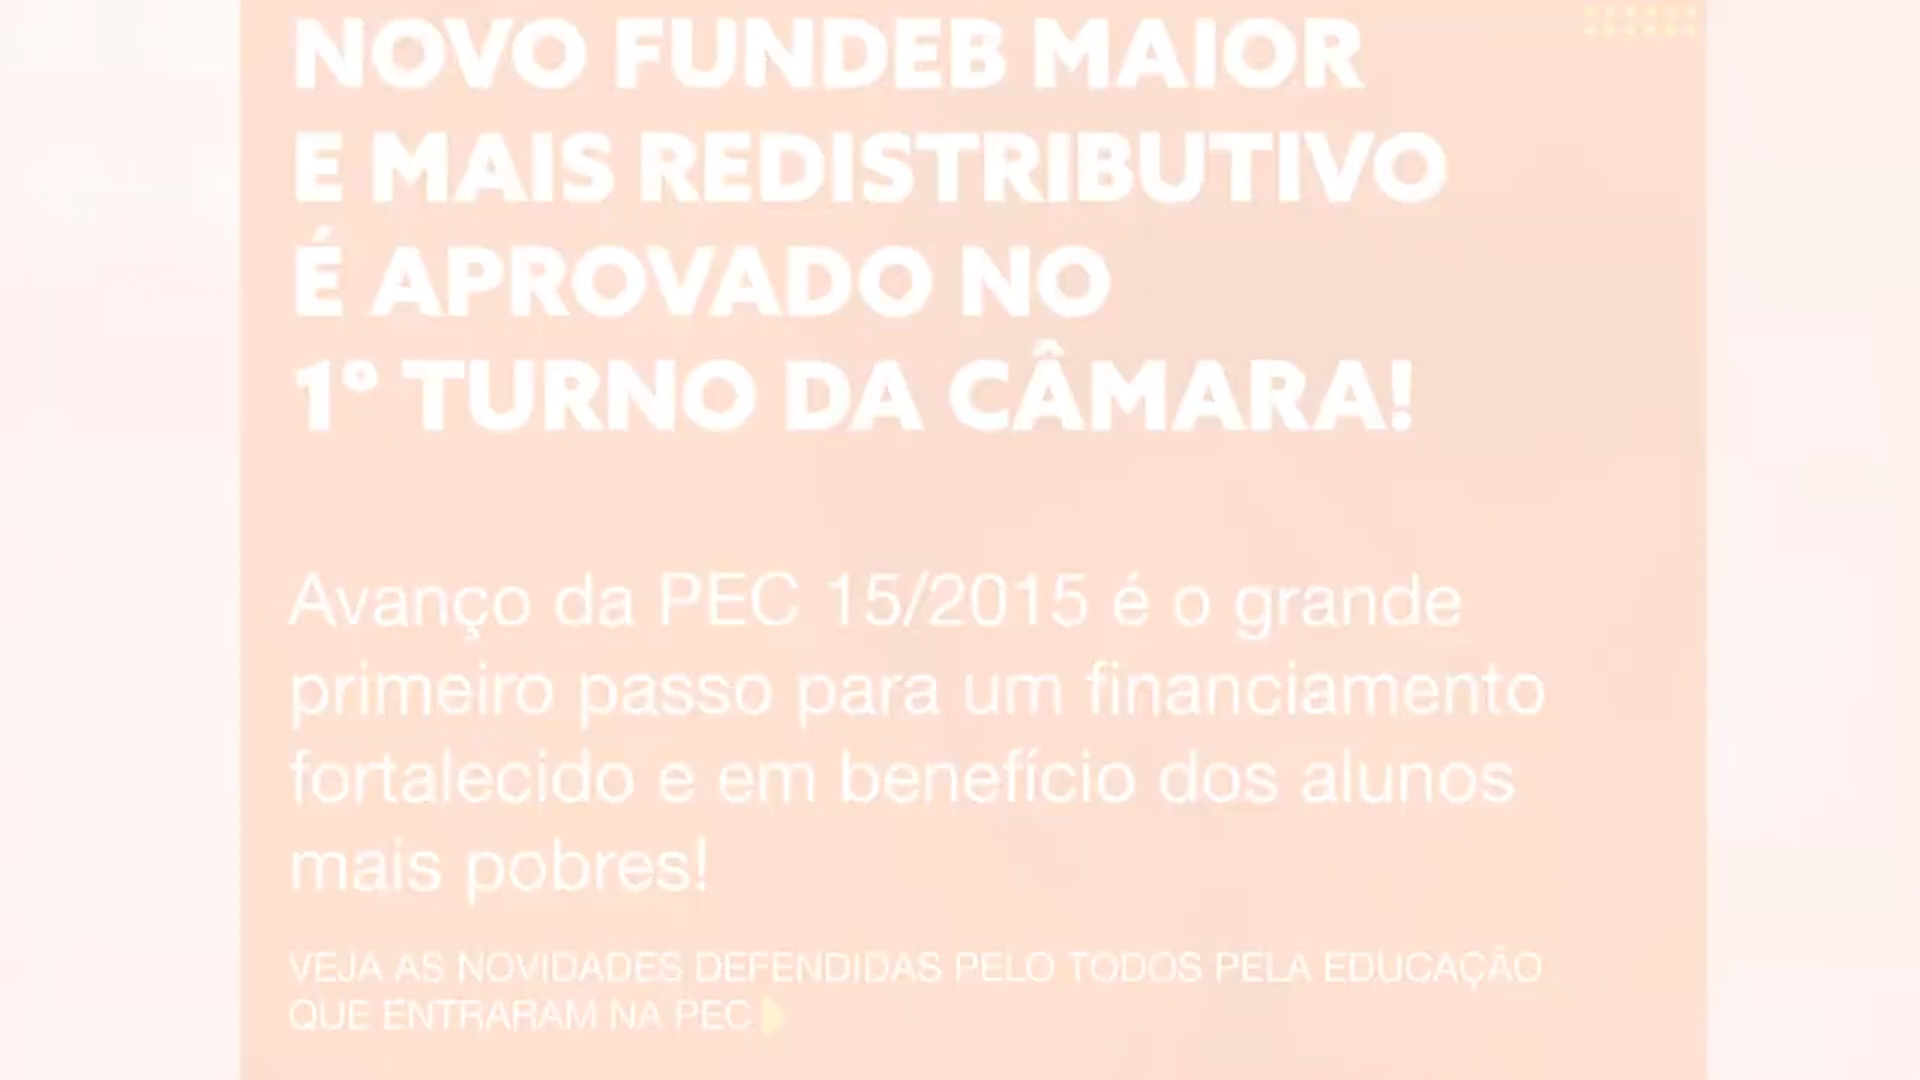 NOVO FUNDEB MAIOR
E MAIS REDISTRIBUTIVO
É APROVADO NO
1º TURNO DA CÂMARA!
Avanço da PEC 15/2015 é o grande
primeiro passo para um financiamento
fortalecido e em benefício dos alunos
mais pobres!
VEJA AS NOVIDADES DEFENDIDAS PELO TODOS PELA EDUCAÇÃO
QUE ENTRARAM NA PEC